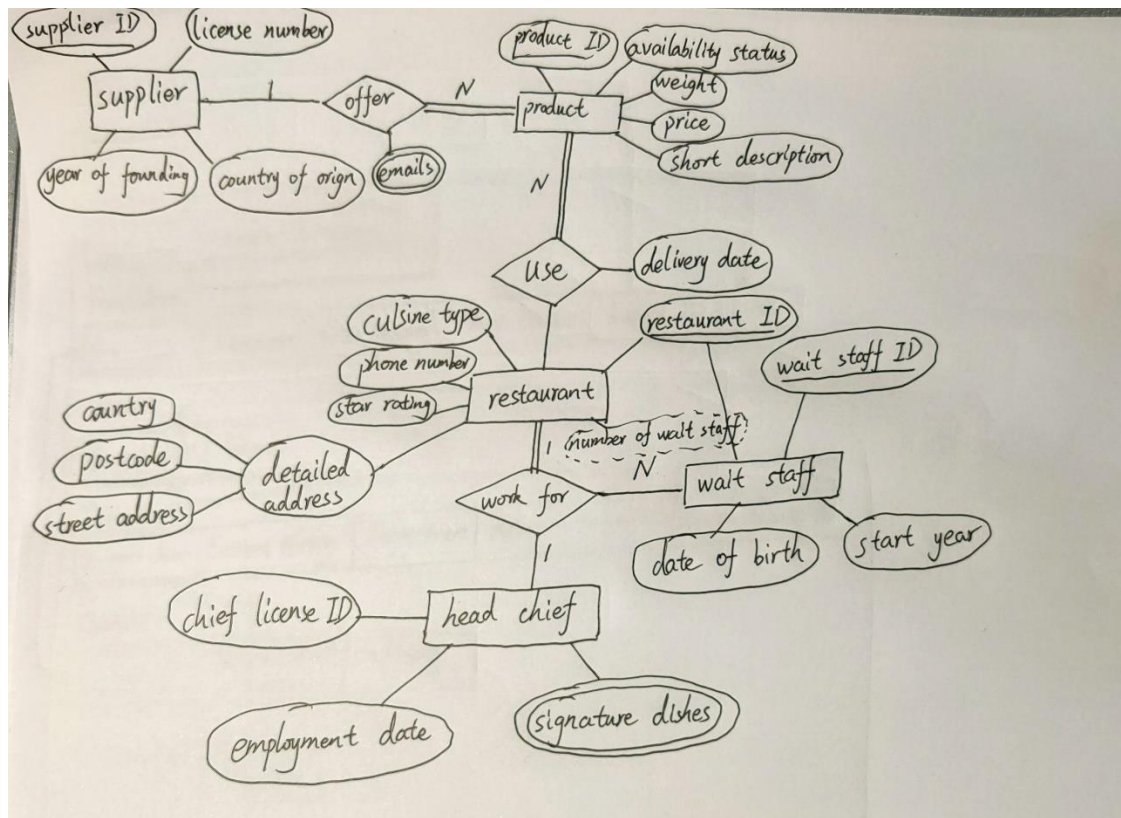 supplier ID
license number
product ID
availability status
supplier
1
offer
N
product
weight
price
short description
year of founding
country of orign
emails
N
use
delivery date
culsine type
restaurant ID
phone number
wait staff ID
star rating
restaurant
country
number of wait staff
1
postcode
detailed
address
N
wait staff
street address
work for
date of birth
start year
1
chief license ID
head chief
employment date
signature dishes